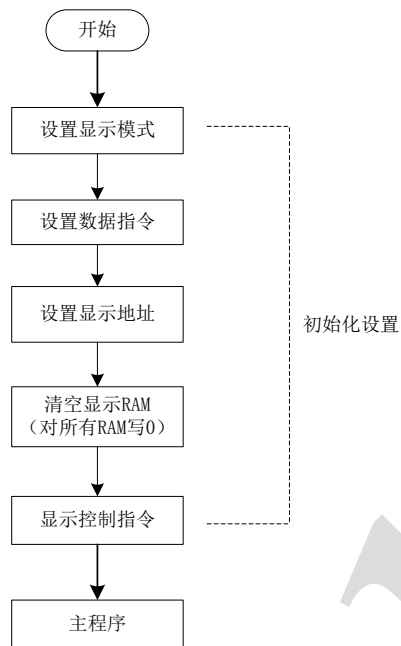 开始
设置显示模式
设置数据指令
设置显示地址
初始化设置
清空显示RAM
（对所有RAM写0）
显示控制指令
主程序